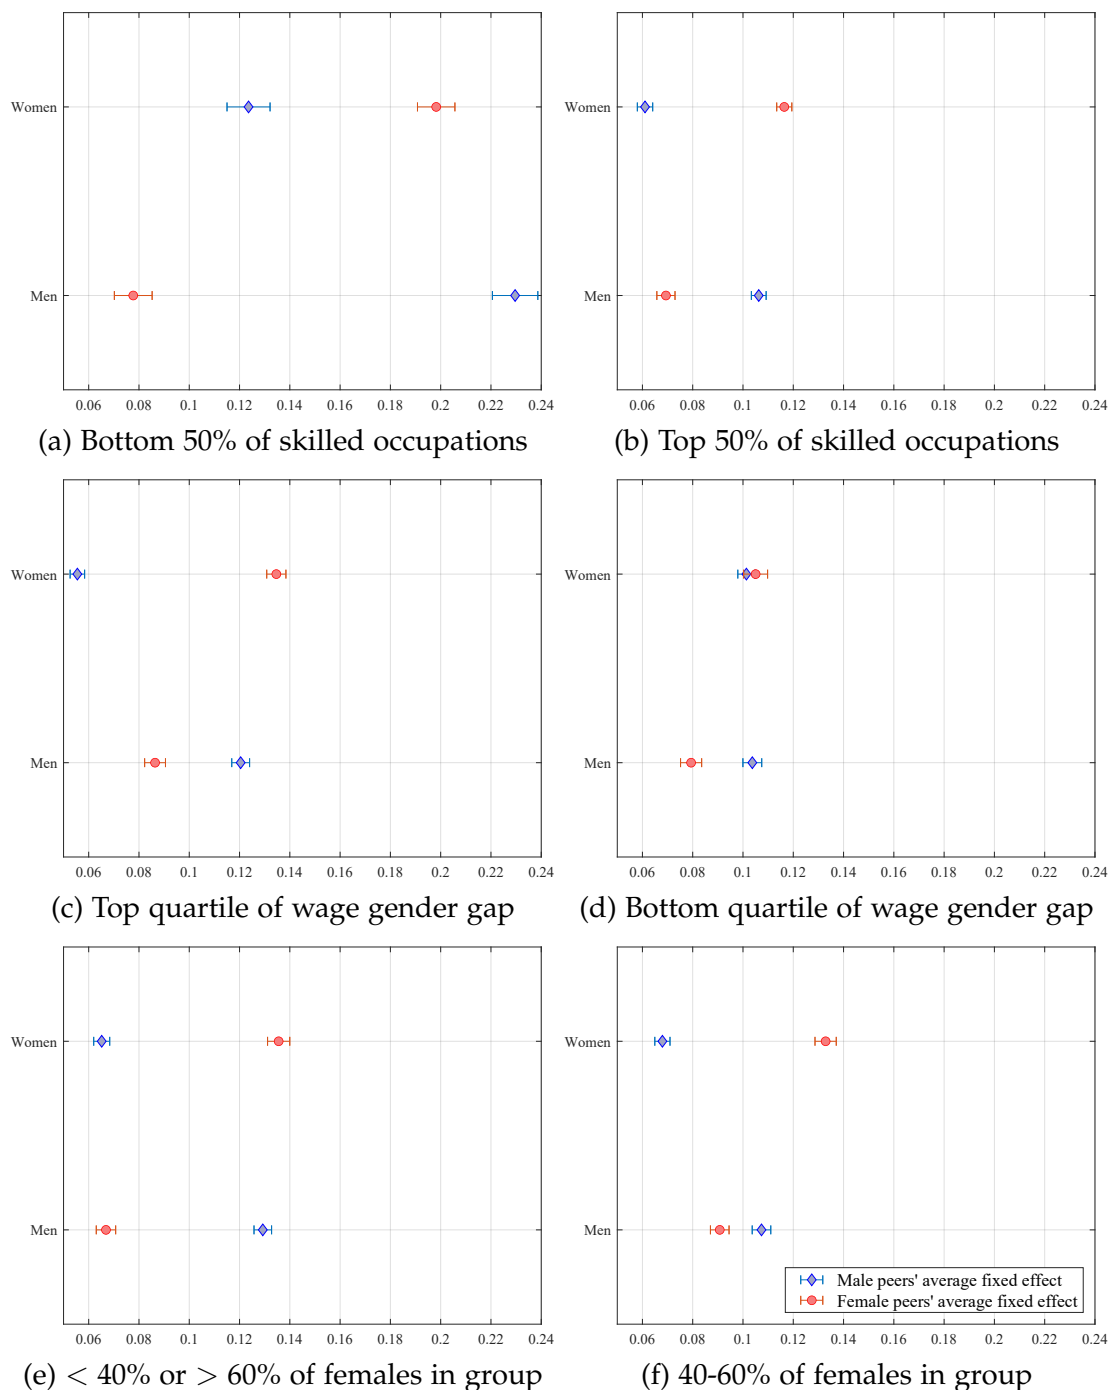 Women
Men
0.06 0.08 0.1 0.12 0.14 0.16 0.18 0.2 0.22 0.24
(a) Bottom 50% of skilled occupations
Women
Men
0.06 0.08 0.1 0.12 0.14 0.16 0.18 0.2 0.22 0.24
(b) Top 50% of skilled occupations
Women
Men
0.06 0.08 0.1 0.12 0.14 0.16 0.18 0.2 0.22 0.24
(c) Top quartile of wage gender gap
Women
Men
0.06 0.08 0.1 0.12 0.14 0.16 0.18 0.2 0.22 0.24
(d) Bottom quartile of wage gender gap
Women
Men
0.06 0.08 0.1 0.12 0.14 0.16 0.18 0.2 0.22 0.24
(e) < 40% or > 60% of females in group
Women
Men
Male peers' average fixed effect
Female peers' average fixed effect
0.06 0.08 0.1 0.12 0.14 0.16 0.18 0.2 0.22 0.24
(f) 40-60% of females in group